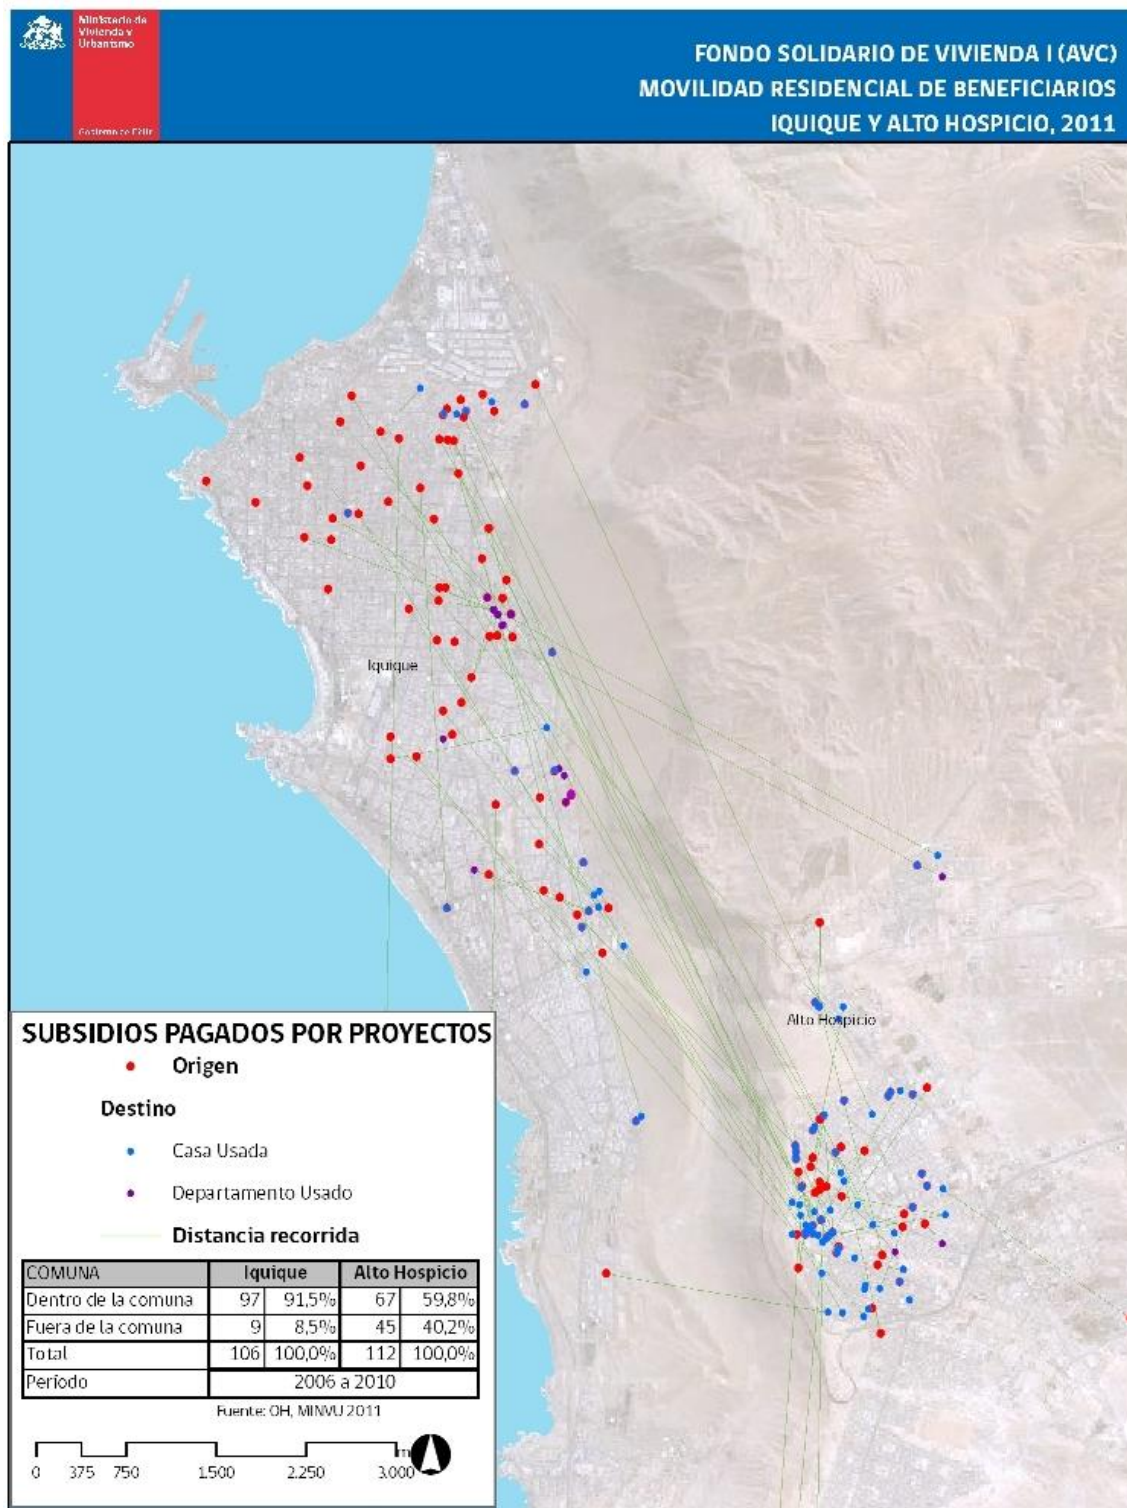 Ministerio de
Vivienda y
Urbanismo
Gobierno de Chile
FONDO SOLIDARIO DE VIVIENDA I (AVC)
MOVILIDAD RESIDENCIAL DE BENEFICIARIOS
IQUIQUE Y ALTO HOSPICIO, 2011
Iquique
Alto Hospicio
SUBSIDIOS PAGADOS POR PROYECTOS
Origen
Destino
Casa Usada
Departamento Usado
Distancia recorrida
COMUNA Iquique Alto Hospicio
Dentro de la comuna 97 91,5% 67 59,8%
Fuera de la comuna 9 8,5% 45 40,2%
Total 106 100,0% 112 100,0%
Período 2006 a 2010
Fuente: OH, MINVU 2011
m
0 375 750 1.500 2.250 3.000